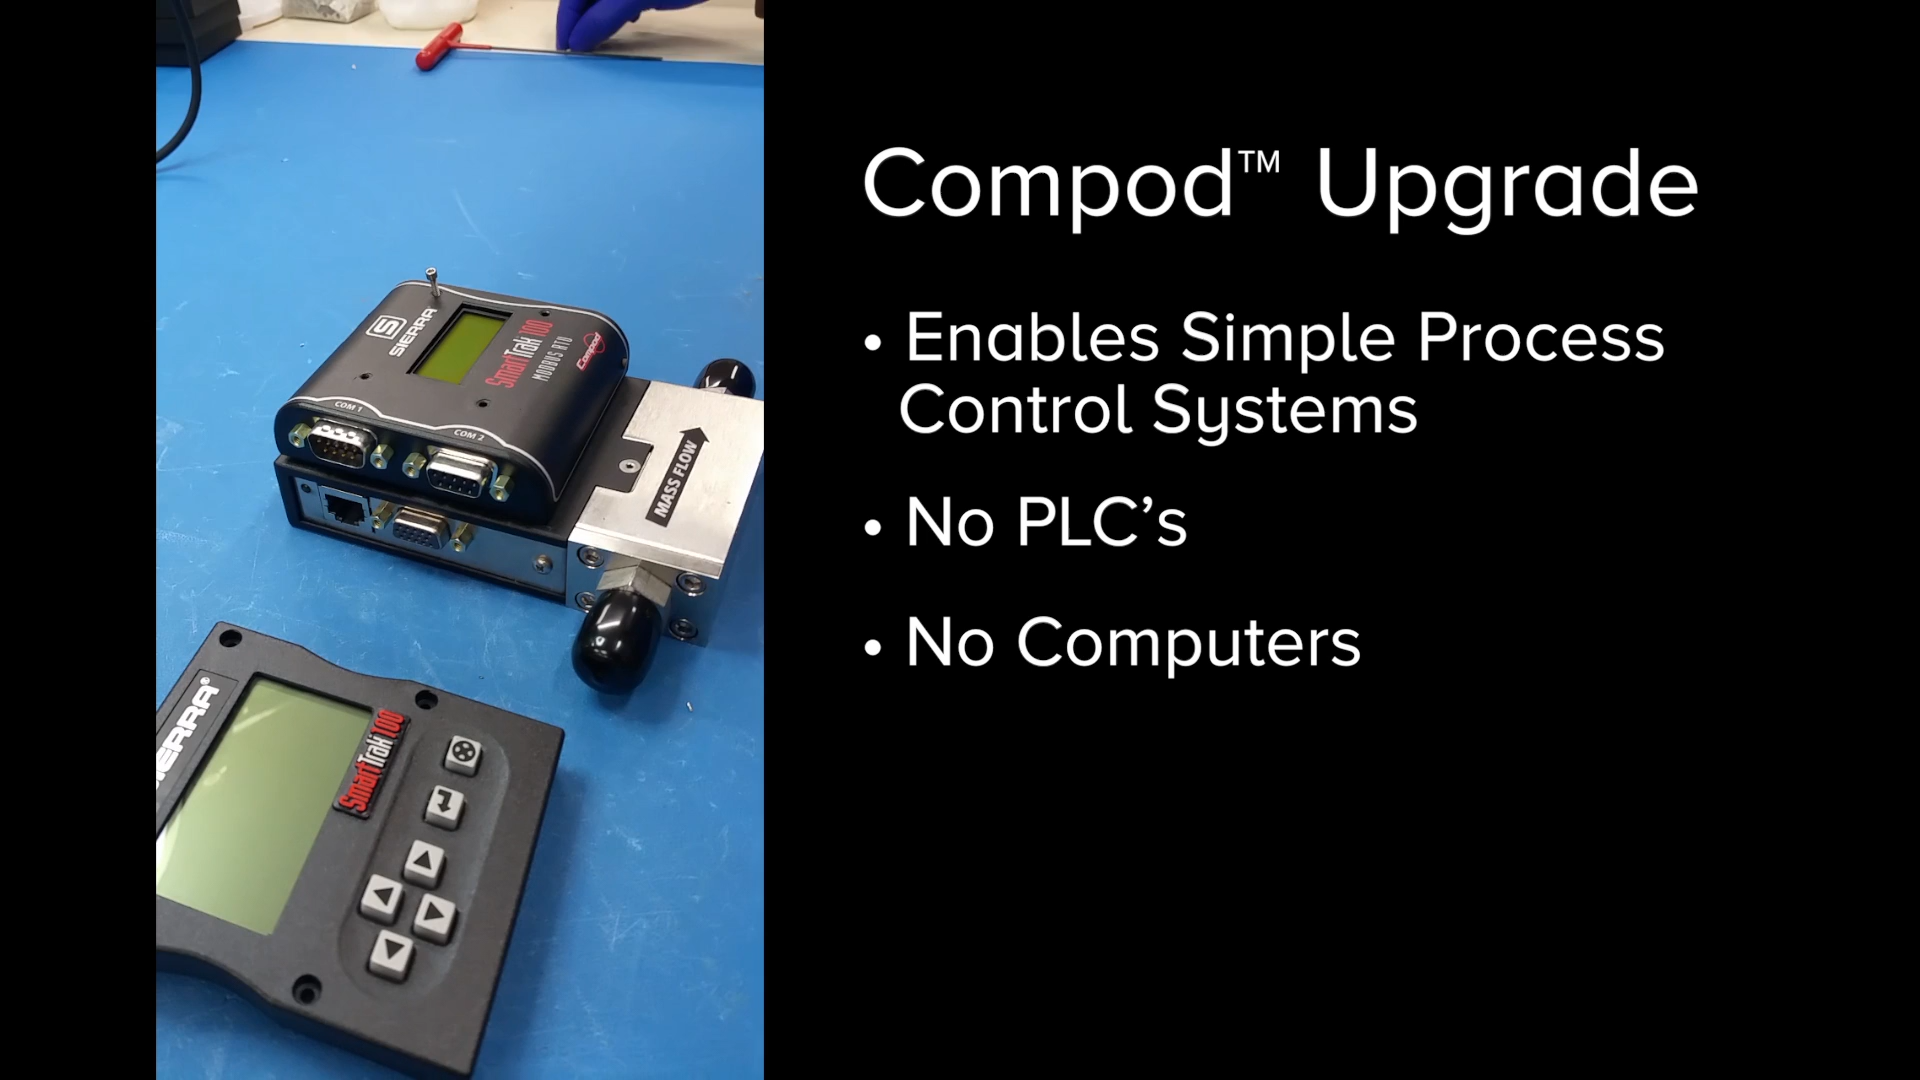 Compod™ Upgrade
• Enables Simple Process
Control Systems
• No PLC’s
• No Computers
S
SIERRA
SmartTrak 100
MODBUS RTU
Compod
COM 1
COM 2
MASS FLOW
IERRA®
SmartTrak 100